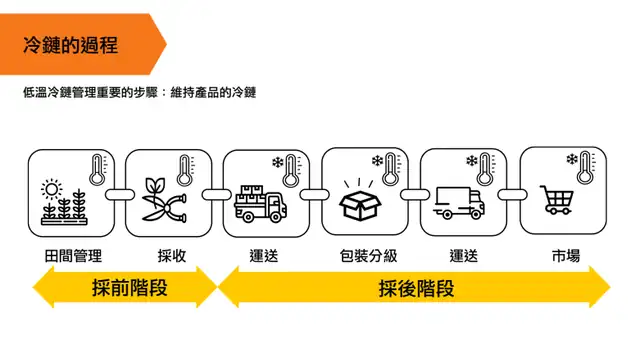 冷鏈的過程
低溫冷鏈管理重要的步驟：維持產品的冷鏈
田間管理
採收
運送
包裝分級
運送
市場
採前階段
採後階段